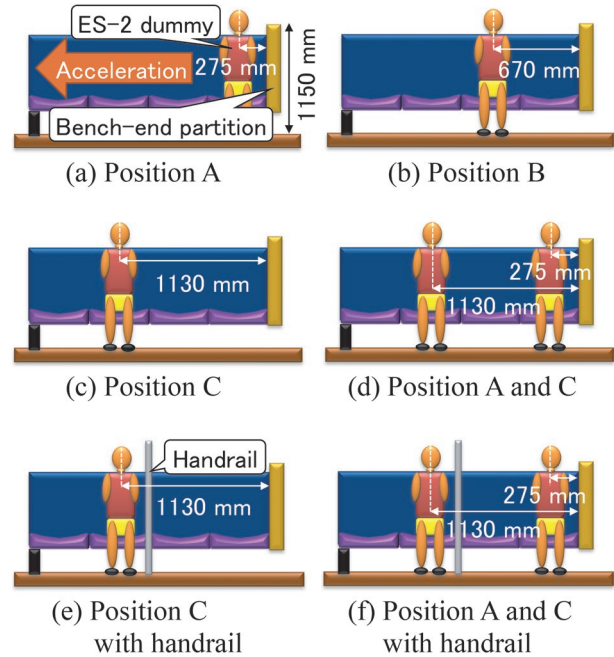 ES-2 dummy
Acceleration
275 mm
1150 mm
Bench-end partition
(a) Position A
670 mm
(b) Position B
1130 mm
(c) Position C
275 mm
1130 mm
(d) Position A and C
Handrail
1130 mm
(e) Position C
with handrail
275 mm
1130 mm
(f) Position A and C
with handrail